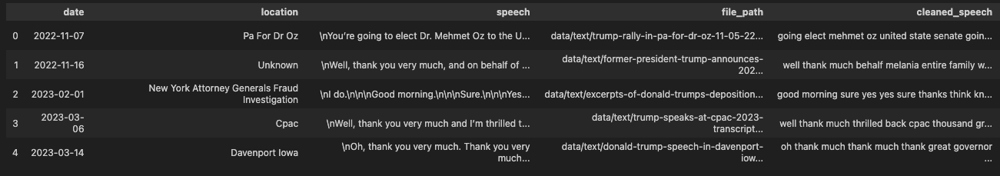 date location speech file_path cleaned_speech
0 2022-11-07 Pa For Dr Oz \nYou're going to elect Dr. Mehmet Oz to the U... data/text/trump-rally-in-pa-for-dr-oz-11-05-22... going elect mehmet oz united state senate goin...
1 2022-11-16 Unknown \nWell, thank you very much, and on behalf of ... data/text/former-president-trump-announces-
202... well thank much behalf melania entire family w...
2 2023-02-01 New York Attorney Generals Fraud
Investigation \nI do.\n\n\nGood morning.\n\n\nSure.\n\n\nYes... data/text/excerpts-of-donald-trumps-deposition... good morning sure yes yes sure thanks think kn...
3 2023-03-
06 Cpac \nWell, thank you very much and I'm thrilled t... data/text/trump-speaks-at-cpac-2023-
transcript... well thank much thrilled back cpac thousand gr...
4 2023-03-14 Davenport Iowa \nOh, thank you very much. Thank you very
much... data/text/donald-trump-speech-in-davenport-
iow... oh thank much thank much thank great governor
...